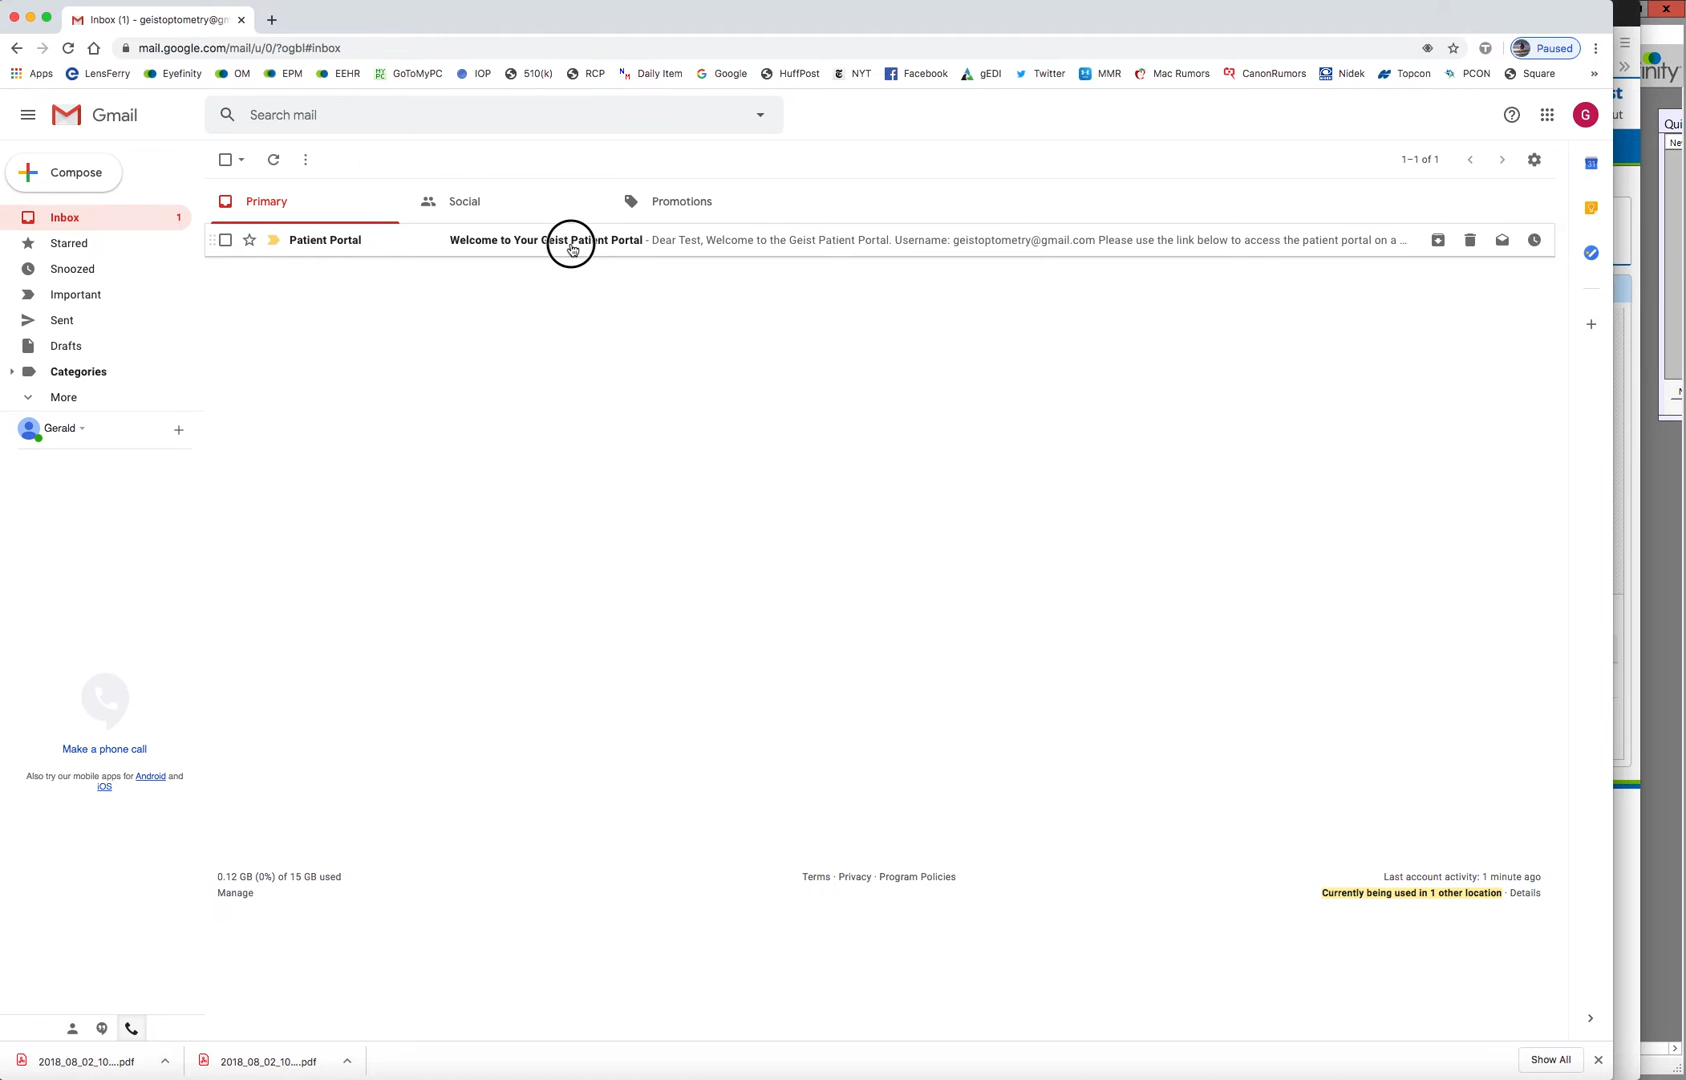 Inbox (1) - geistoptometry@gm
mail.google.com/mail/u/0/?ogbl#inbox
Paused
Apps LensFerry Eyefinity OM EPM EEHR GoToMyPC IOP 510(k) RCP Daily Item Google HuffPost NYT Facebook gEDI Twitter MMR Mac Rumors CanonRumors Nidek Topcon PCON Square
Gmail
Search mail
G
Compose
1–1 of 1
Primary
Social
Promotions
Inbox 1
Patient Portal
Welcome to Your Geist Patient Portal - Dear Test, Welcome to the Geist Patient Portal. Username: geistoptometry@gmail.com Please use the link below to access the patient portal on a …
Starred
Snoozed
Important
Sent
Drafts
Categories
More
Gerald
Make a phone call
Also try our mobile apps for Android and
iOS
0.12 GB (0%) of 15 GB used
Manage
Terms · Privacy · Program Policies
Last account activity: 1 minute ago
Currently being used in 1 other location · Details
2018_08_02_10....pdf
2018_08_02_10....pdf
Show All